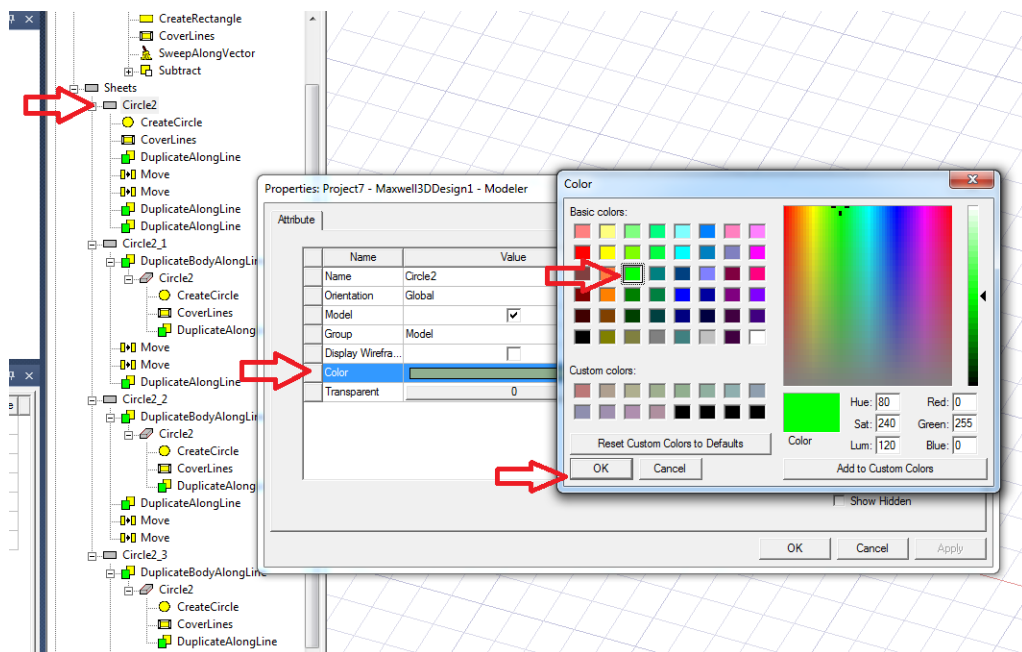 CreateRectangle
CoverLines
SweepAlongVector
Subtract
Sheets
Circle2
CreateCircle
CoverLines
DuplicateAlongLine
Move
Move
DuplicateAlongLine
DuplicateAlongLine
Circle2_1
DuplicateBodyAlongLin
Circle2
CreateCircle
CoverLines
DuplicateAlong
Move
Move
DuplicateAlongLine
Circle2_2
DuplicateBodyAlongLin
Circle2
CreateCircle
CoverLines
DuplicateAlong
DuplicateAlongLine
Move
Move
Circle2_3
DuplicateBodyAlongLine
Circle2
CreateCircle
CoverLines
DuplicateAlongLine
Properties: Project7 - Maxwell3DDesign1 - Modeler
Attribute
Name Value
Name Circle2
Orientation Global
Model
Group Model
Display Wirefra...
Color
Transparent 0
Show Hidden
OK Cancel Apply
Color
Basic colors:
Custom colors:
Reset Custom Colors to Defaults
OK Cancel
Color
Hue: 80 Red: 0
Sat: 240 Green: 255
Lum: 120 Blue: 0
Add to Custom Colors